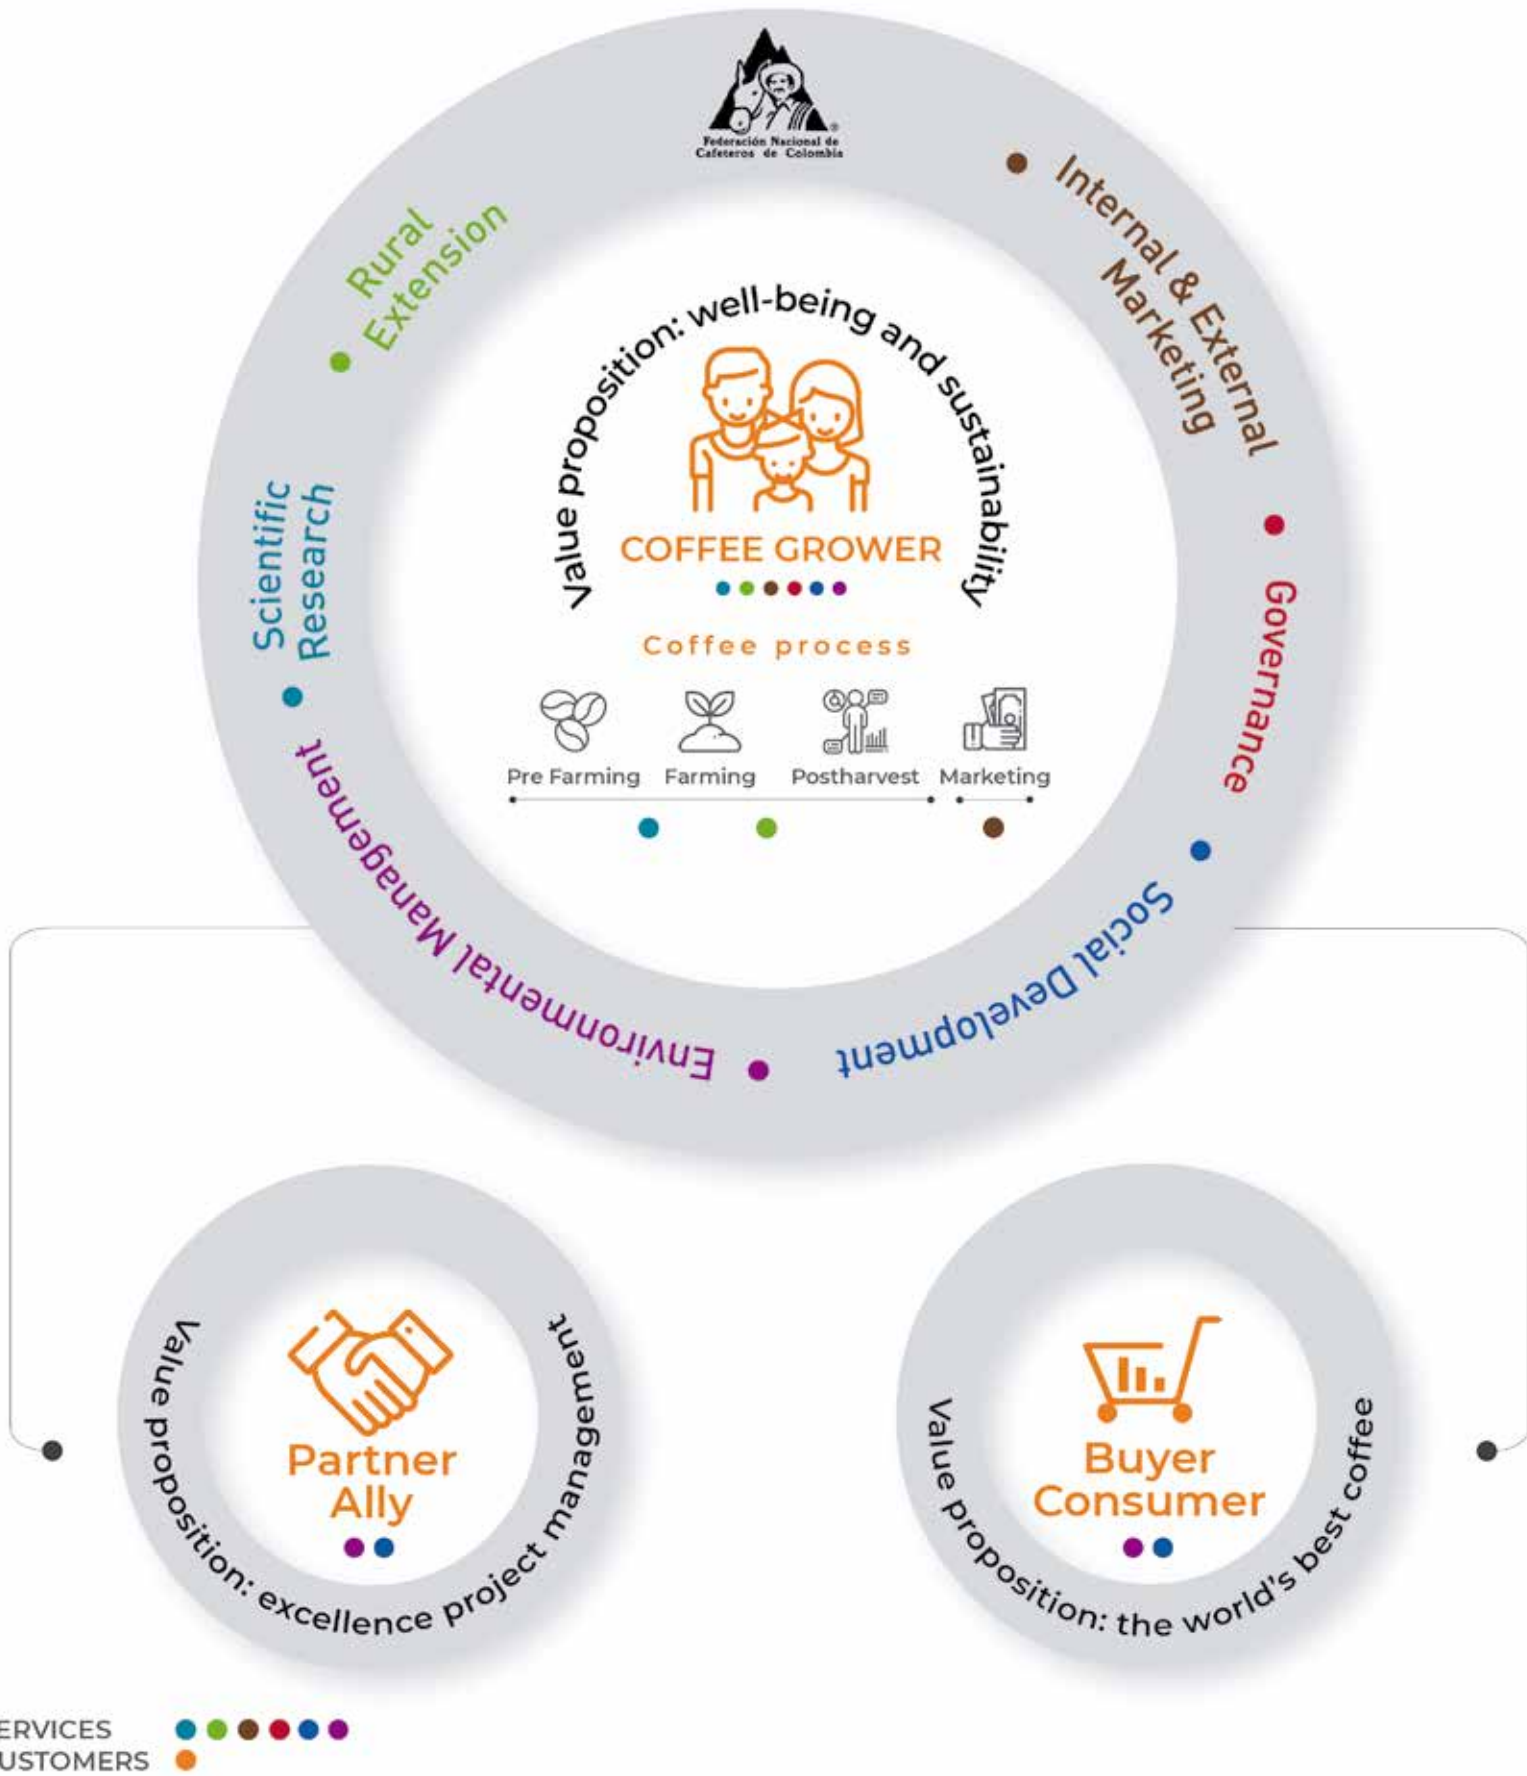 Federación Nacional de
Cafeteros de Colombia
Rural
Extension
Internal & External
Marketing
Scientific
Research
Governance
Environmental Management
Social Development
Value proposition: well-being and sustainability
COFFEE GROWER
Coffee process
Pre Farming
Farming
Postharvest
Marketing
Partner
Ally
Value proposition: excellence project management
Buyer
Consumer
Value proposition: the world's best coffee
ERVICES
USTOMERS